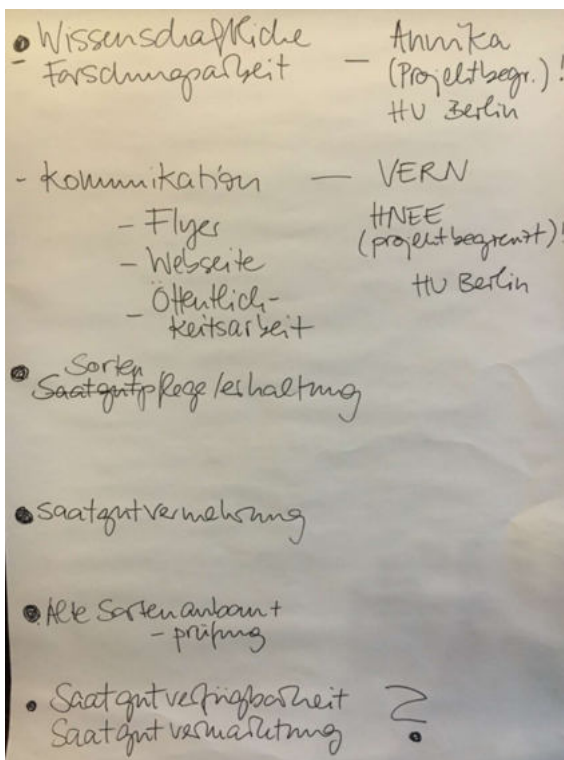 • Wissenschaftliche
- Forschungsarbeit — Annika
(Projektbegr.)!
HU Berlin
- Kommunikation — VERN
- Flyer
- Webseite
- Öffentlich-
keitsarbeit
HNEE
(projektbegrenzt)!
HU Berlin
• Sorten
Saatgutpflege/erhaltung
• Saatgutvermehrung
• Alte Sortenanbau +
- prüfung
• Saatgutverfügbarheit
Saatgutvermarktung ?